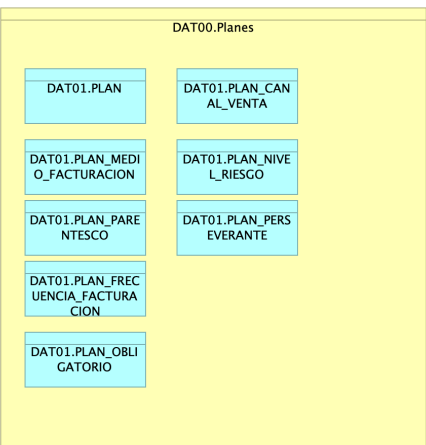 DAT00.Planes
DAT01.PLAN
DAT01.PLAN_CAN
AL_VENTA
DAT01.PLAN_MEDI
O_FACTURACION
DAT01.PLAN_NIVE
L_RIESGO
DAT01.PLAN_PARE
NTESCO
DAT01.PLAN_PERS
EVERANTE
DAT01.PLAN_FREC
UENCIA_FACTURA
CION
DAT01.PLAN_OBLI
GATORIO